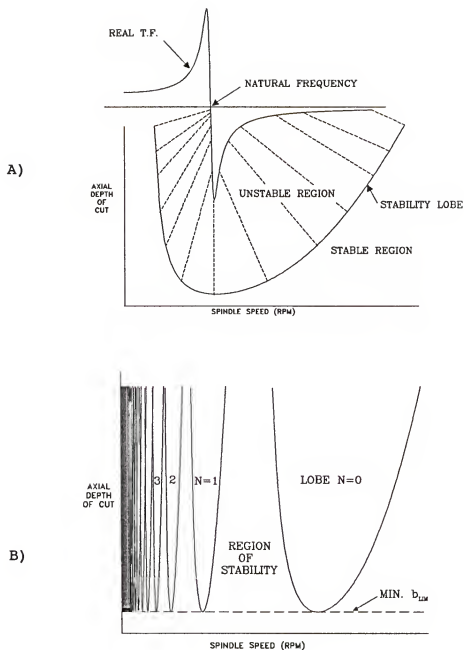 REAL T.F.
NATURAL FREQUENCY
A)
AXIAL
DEPTH
OF
CUT
UNSTABLE REGION
STABILITY LOBE
STABLE REGION
SPINDLE SPEED (RPM)
3
2
N=1
LOBE N=0
AXIAL
DEPTH
OF CUT
REGION
OF
STABILITY
B)
MIN. b_LIM
SPINDLE SPEED (RPM)